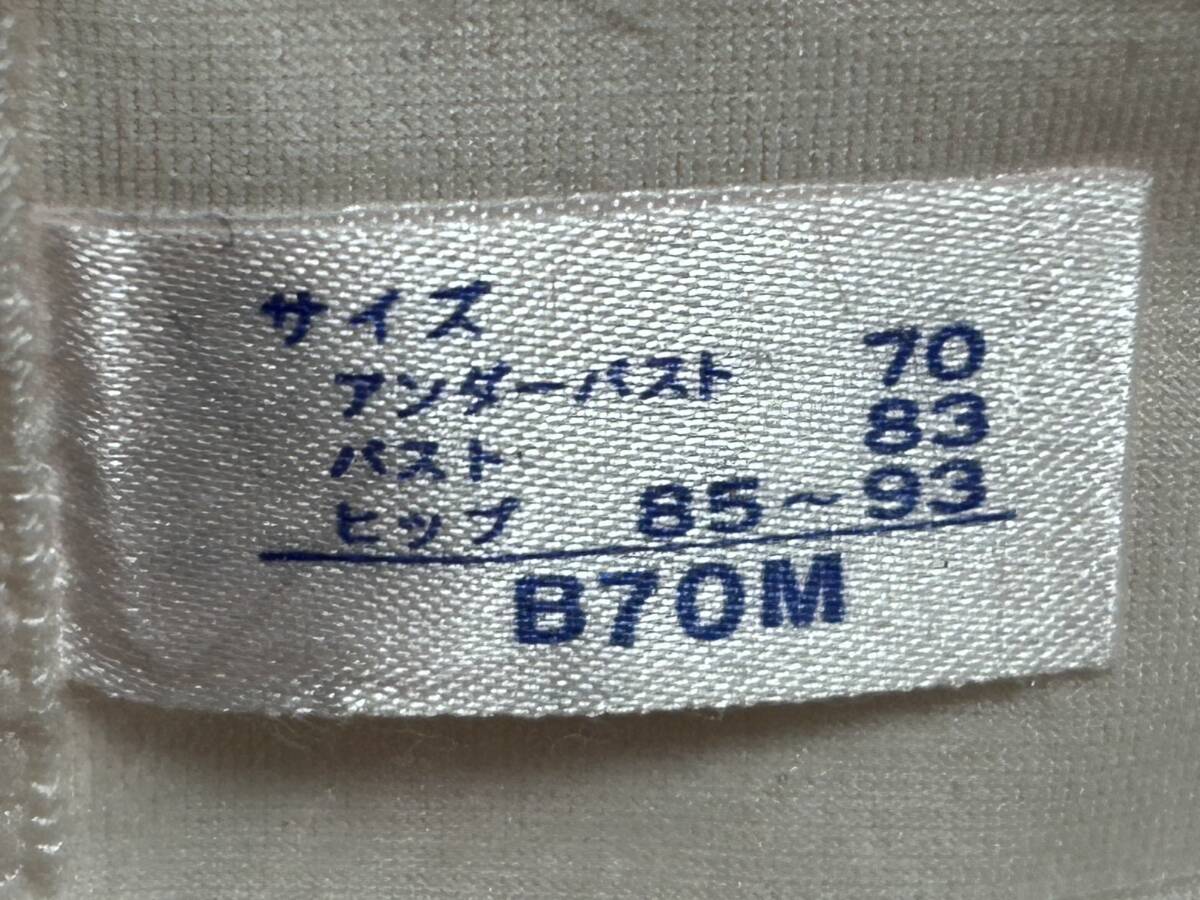 サイズ
アンダーバスト 70
バスト 83
ヒップ 85~93
B70M